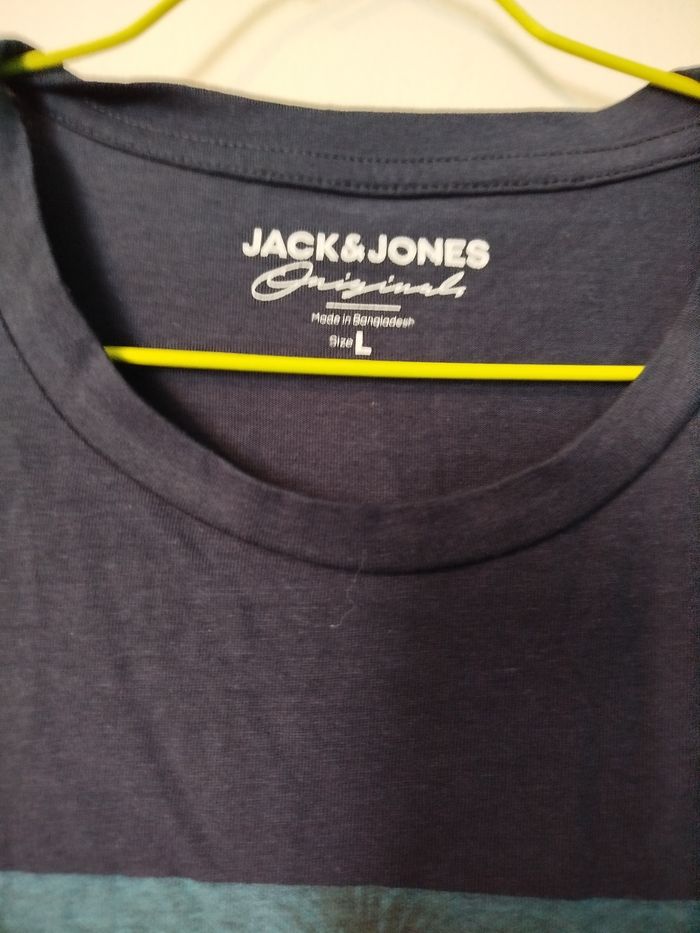 JACK&JONES
Originals
Made in Bangladesh
Size L